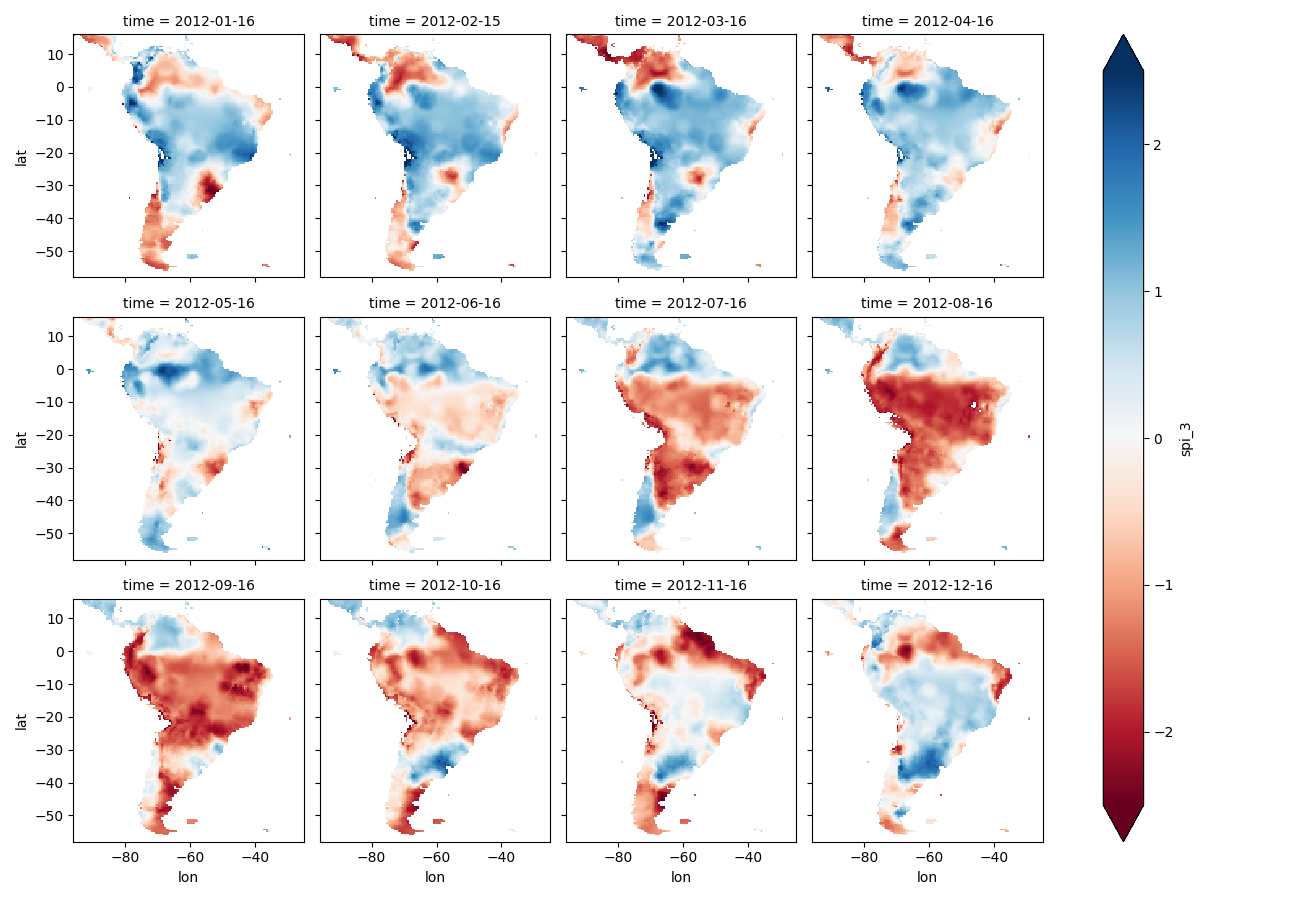 time = 2012-01-16
time = 2012-02-15
time = 2012-03-16
time = 2012-04-16
10
0
−10
−20
−30
−40
−50
lat
time = 2012-05-16
time = 2012-06-16
time = 2012-07-16
time = 2012-08-16
10
0
−10
−20
−30
−40
−50
lat
time = 2012-09-16
time = 2012-10-16
time = 2012-11-16
time = 2012-12-16
10
0
−10
−20
−30
−40
−50
lat
−80 −60 −40
lon
−80 −60 −40
lon
−80 −60 −40
lon
−80 −60 −40
lon
2
1
0
−1
−2
spi_3